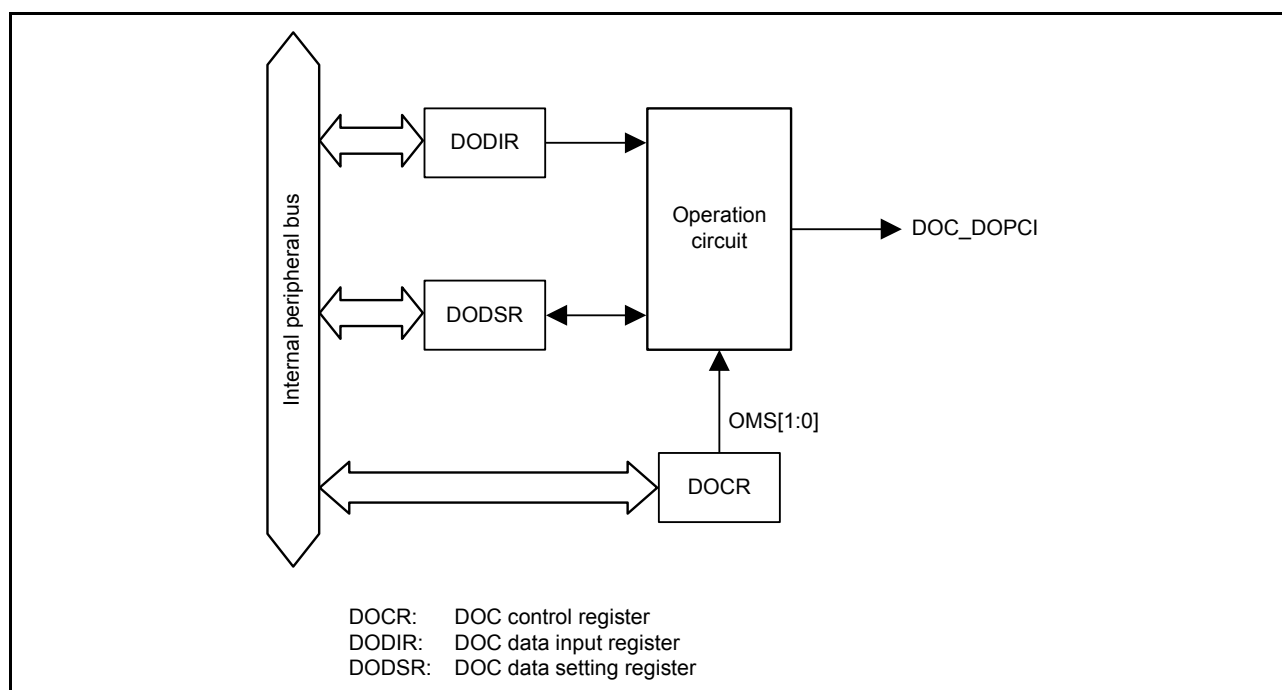 Internal peripheral bus
DODIR
Operation
circuit
DOC_DOPCI
DODSR
OMS[1:0]
DOCR
DOCR: DOC control register
DODIR: DOC data input register
DODSR: DOC data setting register